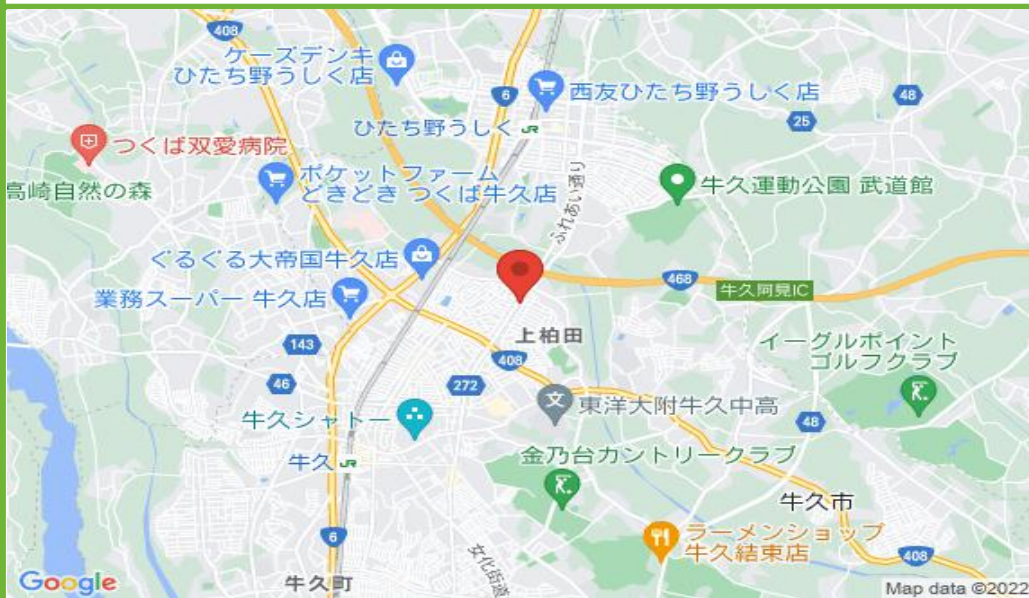 408
ケーズデンキ
ひたち野うしく店
6
西友ひたち野うしく店
48
25
ひたち野うしく JR
つくば双愛病院
ポケットファーム
どきどき つくば牛久店
高崎自然の森
ふれあい通り
牛久運動公園 武道館
ぐるぐる大帝国牛久店
468
牛久阿見IC
業務スーパー 牛久店
上柏田
143
408
イーグルポイント
ゴルフクラブ
46
272
牛久シャトー
東洋大附牛久中高
48
牛久 JR
金乃台カントリークラブ
牛久市
6
ラーメンショップ
牛久結束店
女化街道
408
牛久町
Google
Map data ©2022